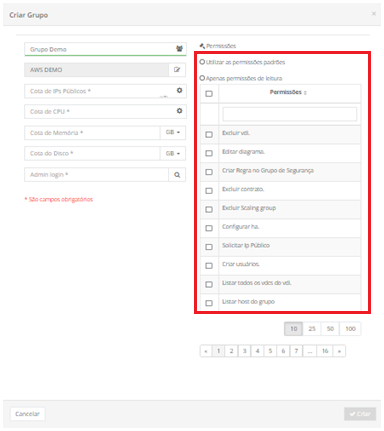 Criar Grupo
×
Grupo Demo
AWS DEMO
Cota de IPs Públicos *
Cota de CPU *
Cota de Memória *
GB
Cota do Disco *
GB
Admin login *
* São campos obrigatórios
Permissões
Utilizar as permissões padrões
Apenas permissões de leitura
Permissões
Excluir vdi.
Editar diagrama.
Criar Regra no Grupo de Segurança
Excluir contrato.
Excluir Scaling group
Configurar ha.
Solicitar Ip Público
Criar usuários.
Listar todos os vdcs do vdi.
Listar host do grupo
10 25 50 100
« 1 2 3 4 5 6 7 ... 16 »
Cancelar
Criar